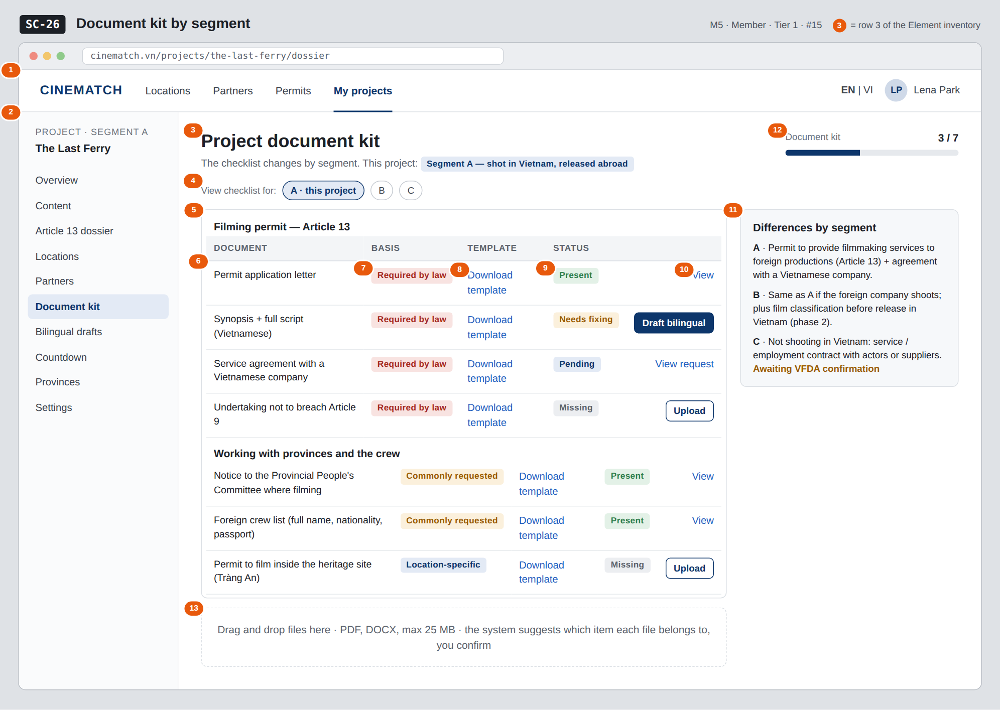 SC-26 Document kit by segment
M5 · Member · Tier 1 · #15 3 = row 3 of the Element inventory
cinematch.vn/projects/the-last-ferry/dossier
1
CINEMATCH Locations Partners Permits My projects EN | VI LP Lena Park
2
PROJECT · SEGMENT A
The Last Ferry
Overview
Content
Article 13 dossier
Locations
Partners
Document kit
Bilingual drafts
Countdown
Provinces
Settings
3
Project document kit
The checklist changes by segment. This project: Segment A — shot in Vietnam, released abroad
12
Document kit 3 / 7
4
View checklist for: A · this project B C
5
Filming permit — Article 13
DOCUMENT BASIS TEMPLATE STATUS
6 7 8 9 10
Permit application letter Required by law Download template Present View
Synopsis + full script (Vietnamese) Required by law Download template Needs fixing Draft bilingual
Service agreement with a Vietnamese company Required by law Download template Pending View request
Undertaking not to breach Article 9 Required by law Download template Missing Upload
Working with provinces and the crew
Notice to the Provincial People's Committee where filming Commonly requested Download template Present View
Foreign crew list (full name, nationality, passport) Commonly requested Download template Present View
Permit to film inside the heritage site (Tràng An) Location-specific Download template Missing Upload
11
Differences by segment
A · Permit to provide filmmaking services to
foreign productions (Article 13) + agreement
with a Vietnamese company.
B · Same as A if the foreign company shoots;
plus film classification before release in
Vietnam (phase 2).
C · Not shooting in Vietnam: service /
employment contract with actors or suppliers.
Awaiting VFDA confirmation
13
Drag and drop files here · PDF, DOCX, max 25 MB · the system suggests which item each file belongs to,
you confirm